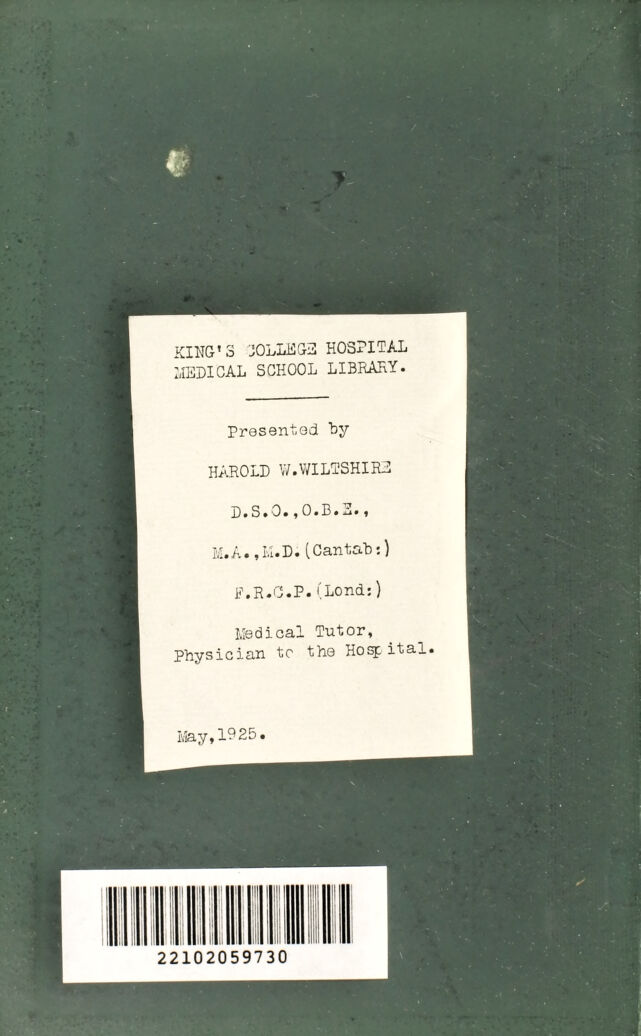 KING'S COLLEGE HOSPITAL
MEDICAL SCHOOL LIBRARY.
Presented by
HAROLD W.WILTSHIRE
D.S.O.,O.B.E.,
M.A.,M.D.(Cantab:)
F.R.C.P.(Lond:)
Medical Tutor,
Physician to the Hospital.
May,1925.
22102059730